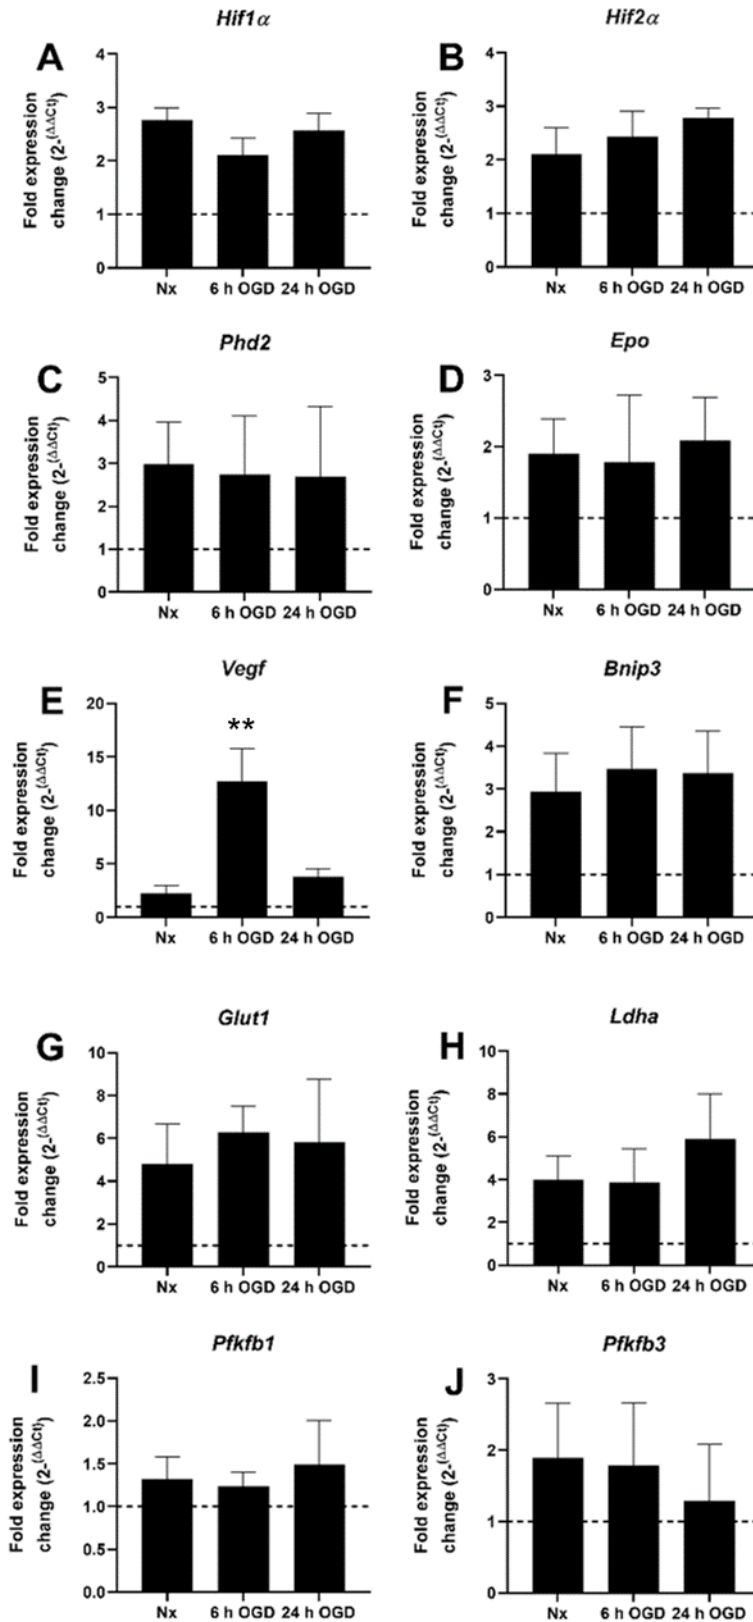 Hif1α
A
Fold expression
change (2-(ΔΔCt))
4
3
2
1
0
Nx 6 h OGD 24 h OGD
Hif2α
B
Fold expression
change (2-(ΔΔCt))
4
3
2
1
0
Nx 6 h OGD 24 h OGD
Phd2
C
Fold expression
change (2-(ΔΔCt))
5
4
3
2
1
0
Nx 6 h OGD 24 h OGD
Epo
D
Fold expression
change (2-(ΔΔCt))
3
2
1
0
Nx 6 h OGD 24 h OGD
Vegf
E
Fold expression
change (2-(ΔΔCt))
20
15
10
5
0
**
Nx 6 h OGD 24 h OGD
Bnip3
F
Fold expression
change (2-(ΔΔCt))
5
4
3
2
1
0
Nx 6 h OGD 24 h OGD
Glut1
G
Fold expression
change (2-(ΔΔCt))
10
8
6
4
2
0
Nx 6 h OGD 24 h OGD
Ldha
H
Fold expression
change (2-(ΔΔCt))
10
8
6
4
2
0
Nx 6 h OGD 24 h OGD
Pfkfb1
I
Fold expression
change (2-(ΔΔCt))
2.5
2.0
1.5
1.0
0.5
0.0
Nx 6 h OGD 24 h OGD
Pfkfb3
J
Fold expression
change (2-(ΔΔCt))
3
2
1
0
Nx 6 h OGD 24 h OGD